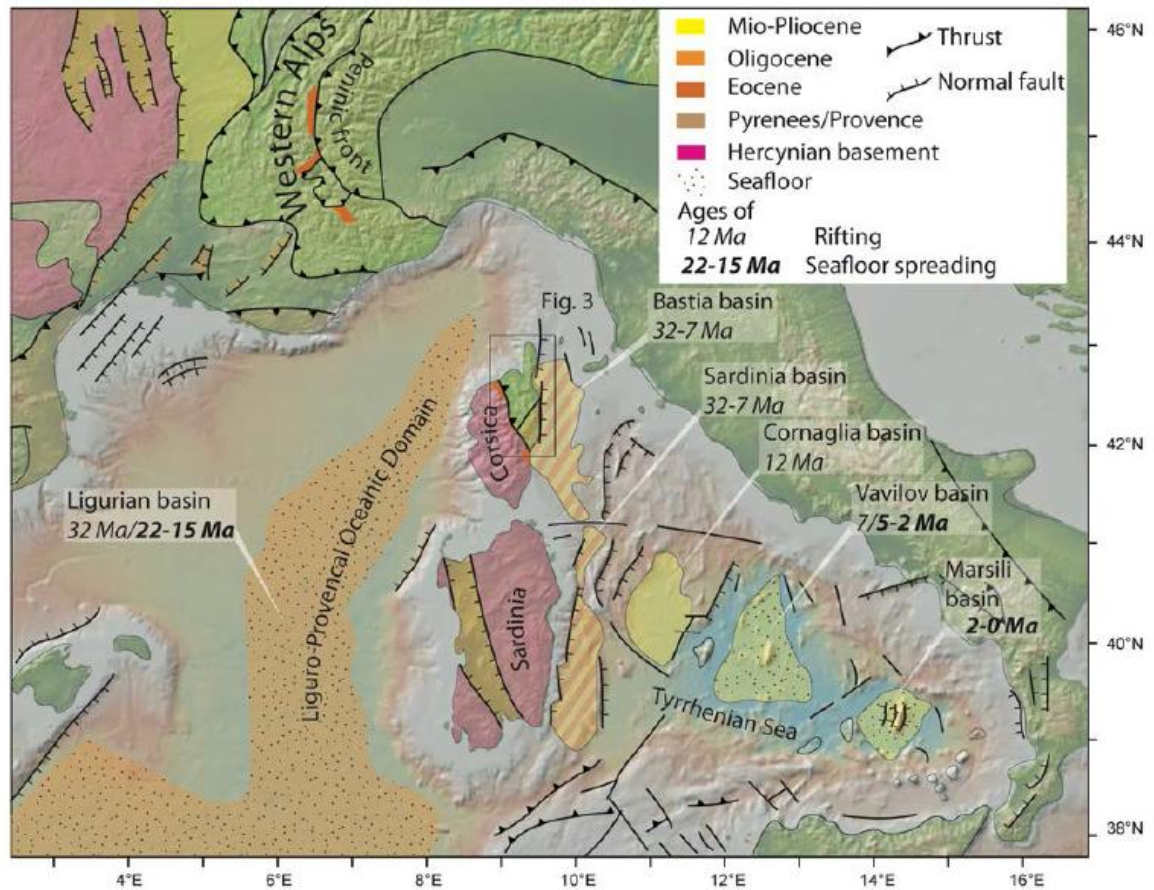 Mio-Pliocene
Oligocene
Eocene
Pyrenees/Provence
Hercynian basement
Seafloor
Thrust
Normal fault
Ages of
12 Ma Rifting
22-15 Ma Seafloor spreading
46°N
44°N
42°N
40°N
38°N
Western Alps
Penninic front
Fig. 3
Bastia basin
32-7 Ma
Sardinia basin
32-7 Ma
Cornaglia basin
12 Ma
Vavilov basin
7/5-2 Ma
Marsili
basin
2-0 Ma
Ligurian basin
32 Ma/22-15 Ma
Liguro-Provencal Oceanic Domain
Corsica
Sardinia
Tyrrhenian Sea
4°E
6°E
8°E
10°E
12°E
14°E
16°E